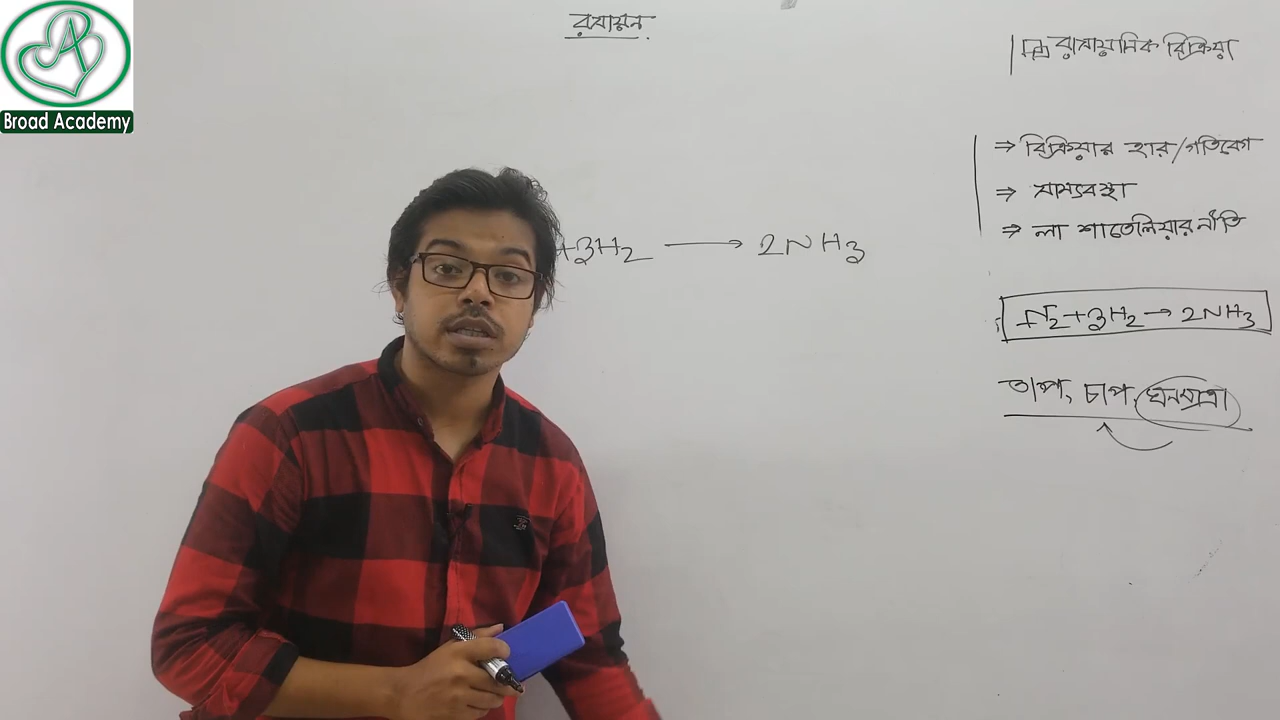 Broad Academy
রসায়ন
রাসায়নিক বিক্রিয়া
⇒ বিক্রিয়ার হার/গতিবেগ
⇒ সাম্যবস্থা
⇒ লা শাতেলিয়ার নীতি
+3H₂ ⟶ 2NH₃
N₂+3H₂ → 2NH₃
তাপ, চাপ, ঘনমাত্রা